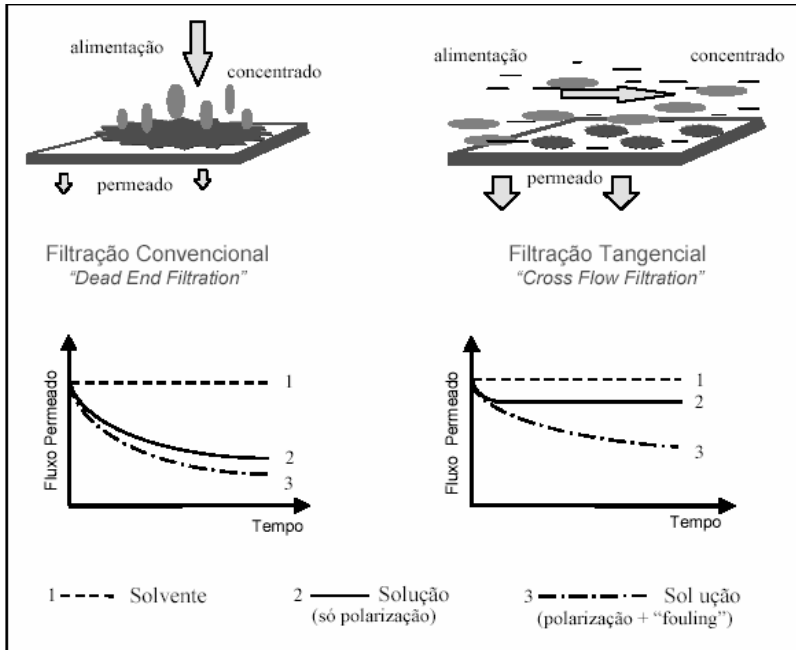 alimentação
concentrado
permeado
Filtração Convencional
"Dead End Filtration"
alimentação
concentrado
permeado
Filtração Tangencial
"Cross Flow Filtration"
Fluxo Permeado
1
2
3
Tempo
Fluxo Permeado
1
2
3
Tempo
1 Solvente
2 Solução
(só polarização)
3 Sol ução
(polarização + "fouling")